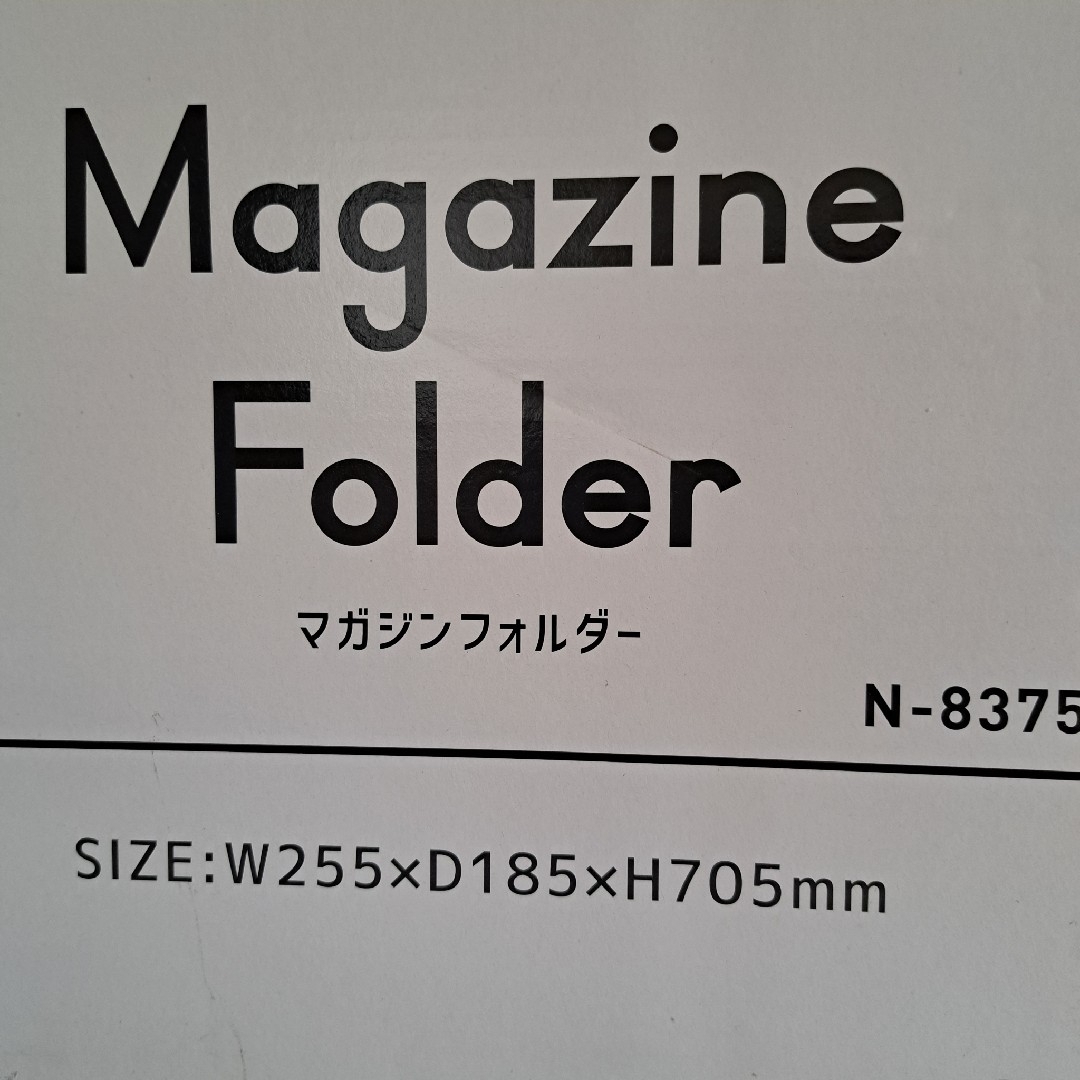 Magazine
Folder
マガジンフォルダー
N-8375
SIZE:W255×D185×H705mm